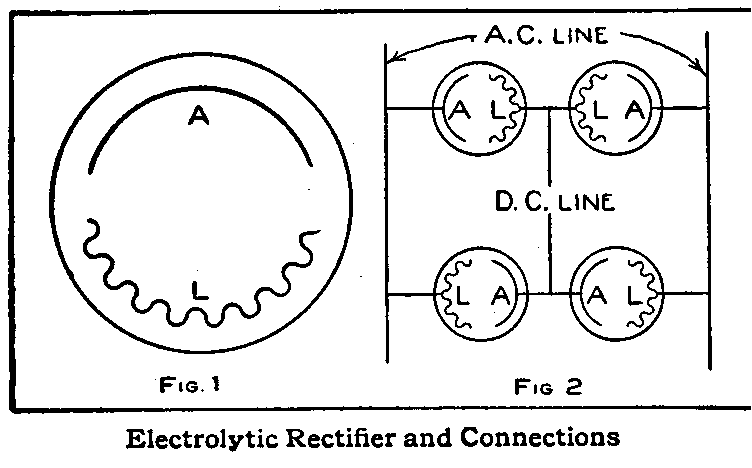 A
L
FIG. 1
A.C. LINE
A L L A
D.C. LINE
L A A L
FIG 2
Electrolytic Rectifier and Connections